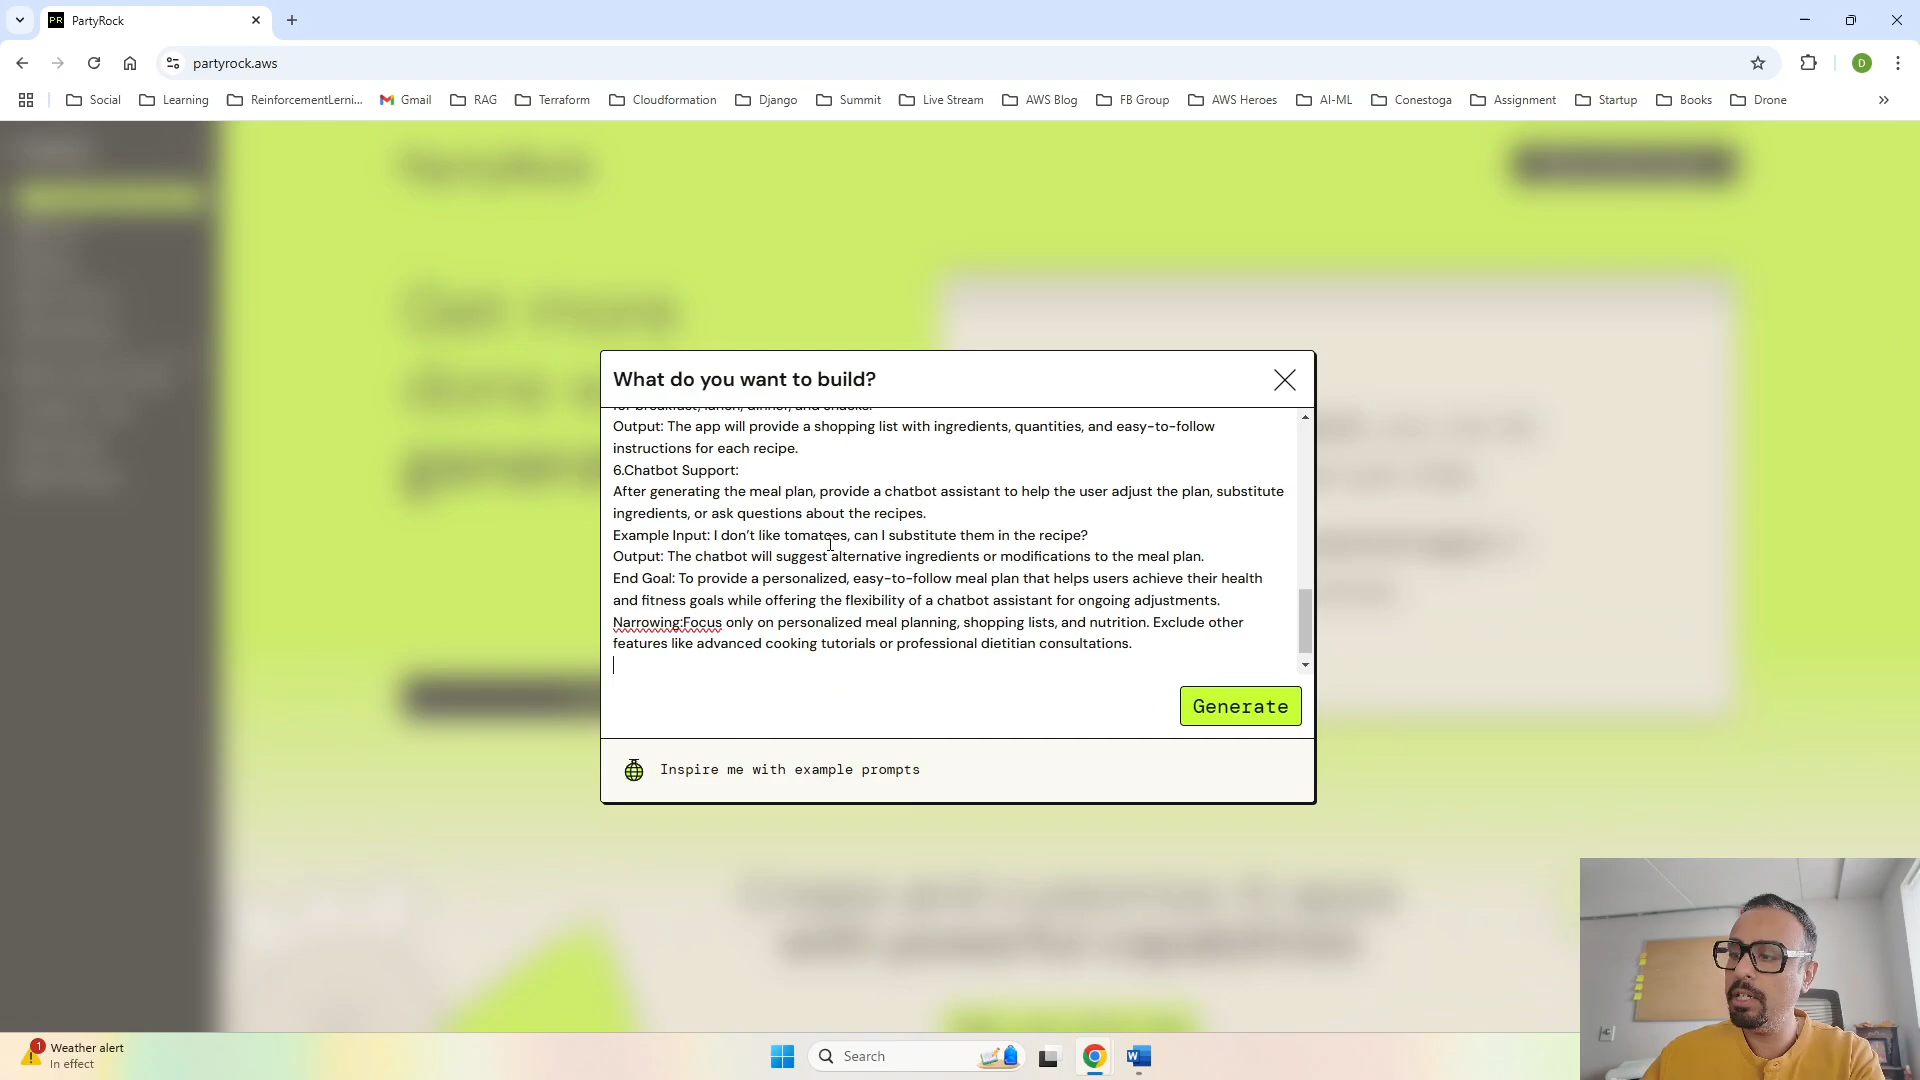 PR PartyRock
partyrock.aws
D
Social Learning ReinforcementLerni... Gmail RAG Terraform Cloudformation Django Summit Live Stream AWS Blog FB Group AWS Heroes AI-ML Conestoga Assignment Startup Books Drone
What do you want to build?
for breakfast, lunch, dinner, and snacks.
Output: The app will provide a shopping list with ingredients, quantities, and easy-to-follow
instructions for each recipe.
6.Chatbot Support:
After generating the meal plan, provide a chatbot assistant to help the user adjust the plan, substitute
ingredients, or ask questions about the recipes.
Example Input: I don't like tomatoes, can I substitute them in the recipe?
Output: The chatbot will suggest alternative ingredients or modifications to the meal plan.
End Goal: To provide a personalized, easy-to-follow meal plan that helps users achieve their health
and fitness goals while offering the flexibility of a chatbot assistant for ongoing adjustments.
Narrowing:Focus only on personalized meal planning, shopping lists, and nutrition. Exclude other
features like advanced cooking tutorials or professional dietitian consultations.
Generate
Inspire me with example prompts
1 Weather alert
In effect
Search
W